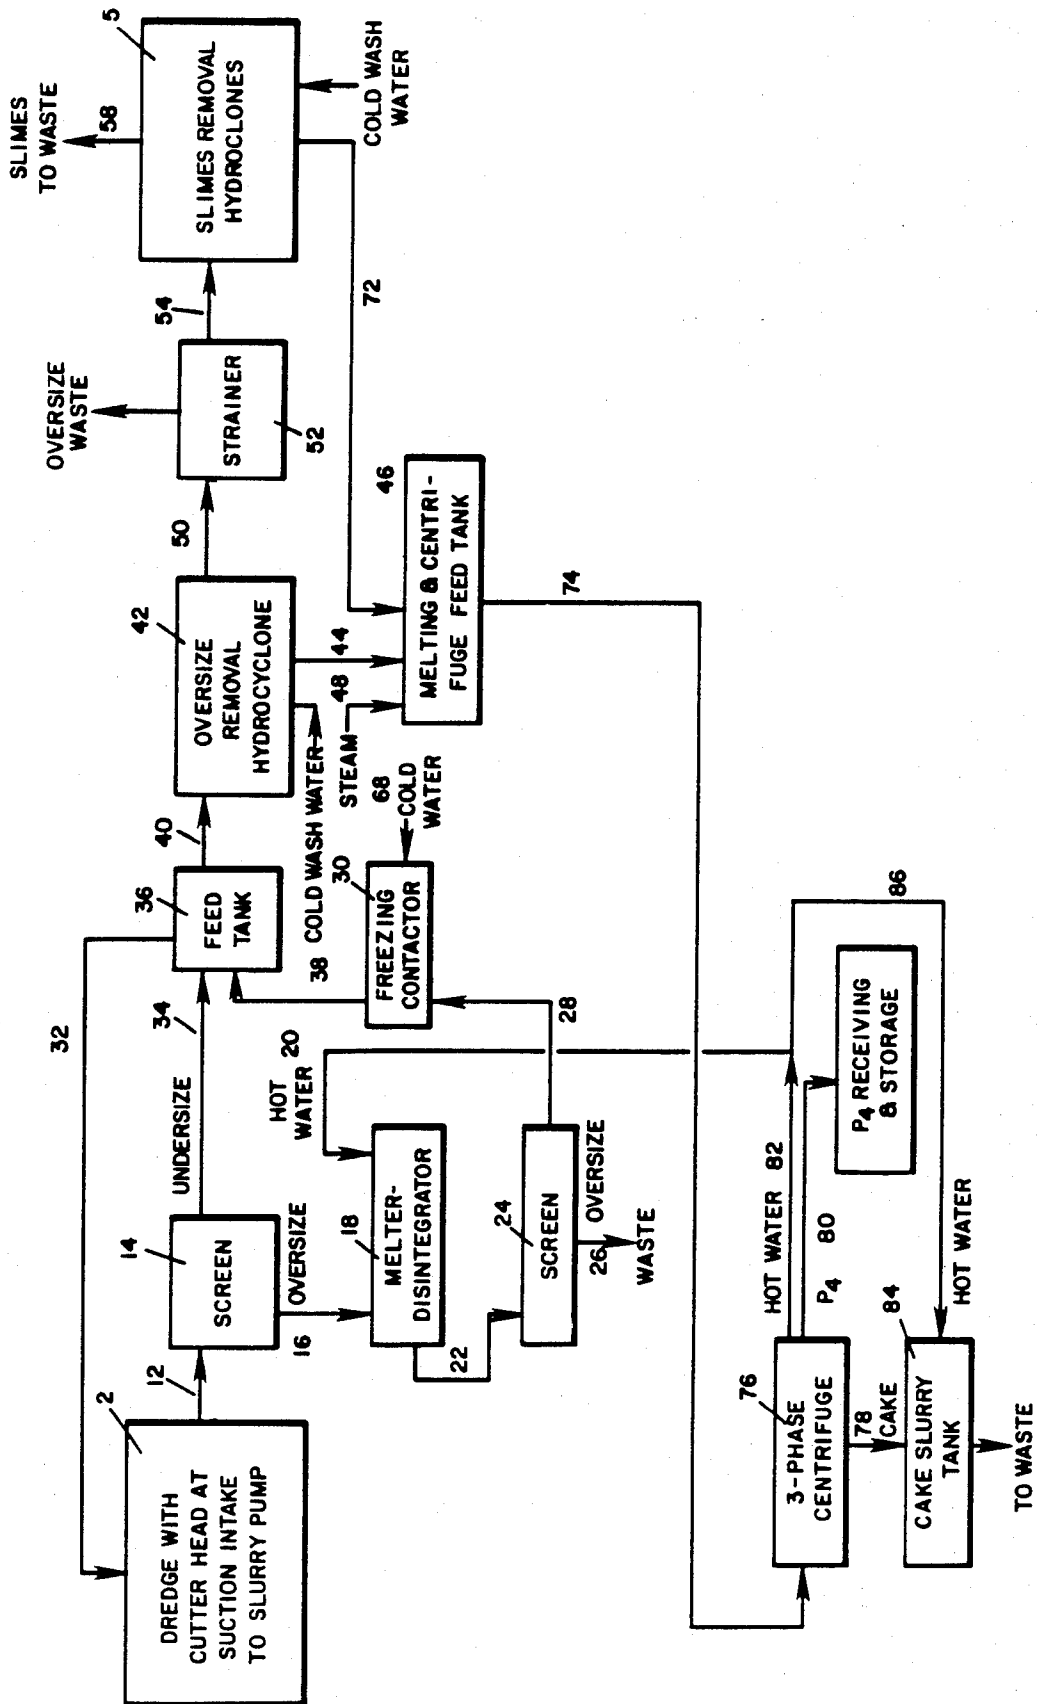 2
DREDGE WITH
CUTTER HEAD AT
SUCTION INTAKE
TO SLURRY PUMP
12
14
SCREEN
16
OVERSIZE
UNDERSIZE
34
32
36
FEED
TANK
40
42
OVERSIZE
REMOVAL
HYDROCYCLONE
38 COLD WASH WATER
44
50
STRAINER
52
OVERSIZE
WASTE
54
5
SLIMES REMOVAL
HYDROCLONES
58
SLIMES
TO WASTE
COLD WASH
WATER
72
STEAM
48
46
MELTING & CENTRI-
FUGE FEED TANK
74
HOT
WATER
20
18
MELTER-
DISINTEGRATOR
22
24
SCREEN
26
OVERSIZE
WASTE
28
30
FREEZING
CONTACTOR
68
COLD
WATER
76
3-PHASE
CENTRIFUGE
78
CAKE
HOT WATER 82
P4 80
P4 RECEIVING
& STORAGE
86
84
CAKE SLURRY
TANK
HOT WATER
TO WASTE